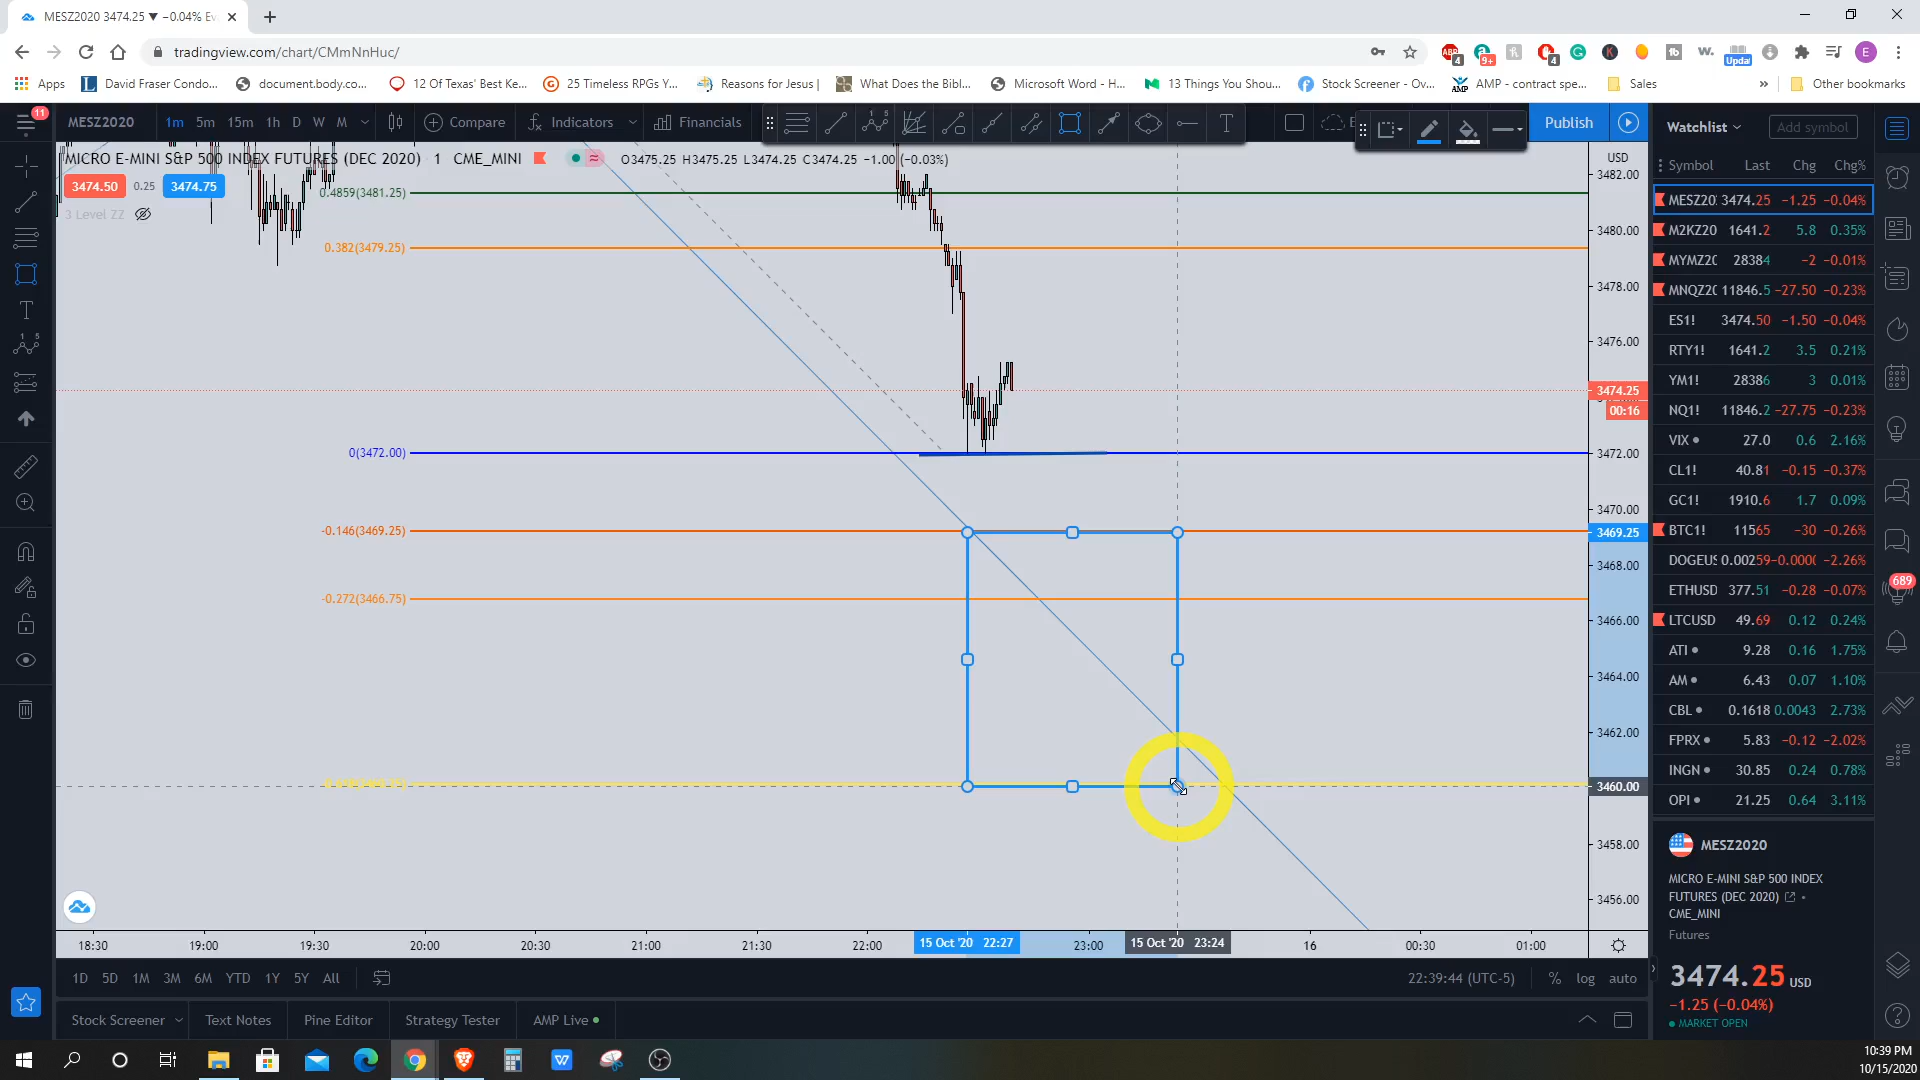 MESZ2020 3474.25 ▼ −0.04% Ev
tradingview.com/chart/CMmNnHuc/
4
9+
4
Updat
E
Apps
David Fraser Condo...
document.body.co...
12 Of Texas' Best Ke...
25 Timeless RPGs Y...
Reasons for Jesus |
What Does the Bibl...
Microsoft Word - H...
13 Things You Shou...
Stock Screener - Ov...
AMP - contract spe...
Sales
»
Other bookmarks
11
MESZ2020
1m 5m 15m 1h D W M
Compare
Indicators
Financials
Publish
MICRO E-MINI S&P 500 INDEX FUTURES (DEC 2020) 1 CME_MINI
O3475.25 H3475.25 L3474.25 C3474.25 −1.00 (−0.03%)
3474.50 0.25 3474.75
3 Level ZZ
0.4859(3481.25)
0.382(3479.25)
0(3472.00)
-0.146(3469.25)
-0.272(3466.75)
USD
3482.00
3480.00
3478.00
3476.00
3474.25
00:16
3472.00
3470.00
3469.25
3468.00
3466.00
3464.00
3462.00
3460.00
3458.00
3456.00
18:30 19:00 19:30 20:00 20:30 21:00 21:30 22:00 15 Oct '20 22:27 23:00 15 Oct '20 23:24 16 00:30 01:00
1D 5D 1M 3M 6M YTD 1Y 5Y All
22:39:44 (UTC-5) % log auto
Stock Screener Text Notes Pine Editor Strategy Tester AMP Live
Watchlist
Add symbol
Symbol Last Chg Chg%
MESZ20 3474.25 −1.25 −0.04%
M2KZ20 1641.2 5.8 0.35%
MYMZ2 28384 −2 −0.01%
MNQZ2 11846.5 −27.50 −0.23%
ES1! 3474.50 −1.50 −0.04%
RTY1! 1641.2 3.5 0.21%
YM1! 28386 3 0.01%
NQ1! 11846.2 −27.75 −0.23%
VIX 27.0 0.6 2.16%
CL1! 40.81 −0.15 −0.37%
GC1! 1910.6 1.7 0.09%
BTC1! 11565 −30 −0.26%
DOGEUS 0.00259 −0.000 −2.26%
ETHUSD 377.51 −0.28 −0.07%
LTCUSD 49.69 0.12 0.24%
ATI 9.28 0.16 1.75%
AM 6.43 0.07 1.10%
CBL 0.1618 0.0043 2.73%
FPRX 5.83 −0.12 −2.02%
INGN 30.85 0.24 0.78%
OPI 21.25 0.64 3.11%
689
MESZ2020
MICRO E-MINI S&P 500 INDEX
FUTURES (DEC 2020)
CME_MINI
Futures
3474.25 USD
−1.25 (−0.04%)
MARKET OPEN
10:39 PM
10/15/2020